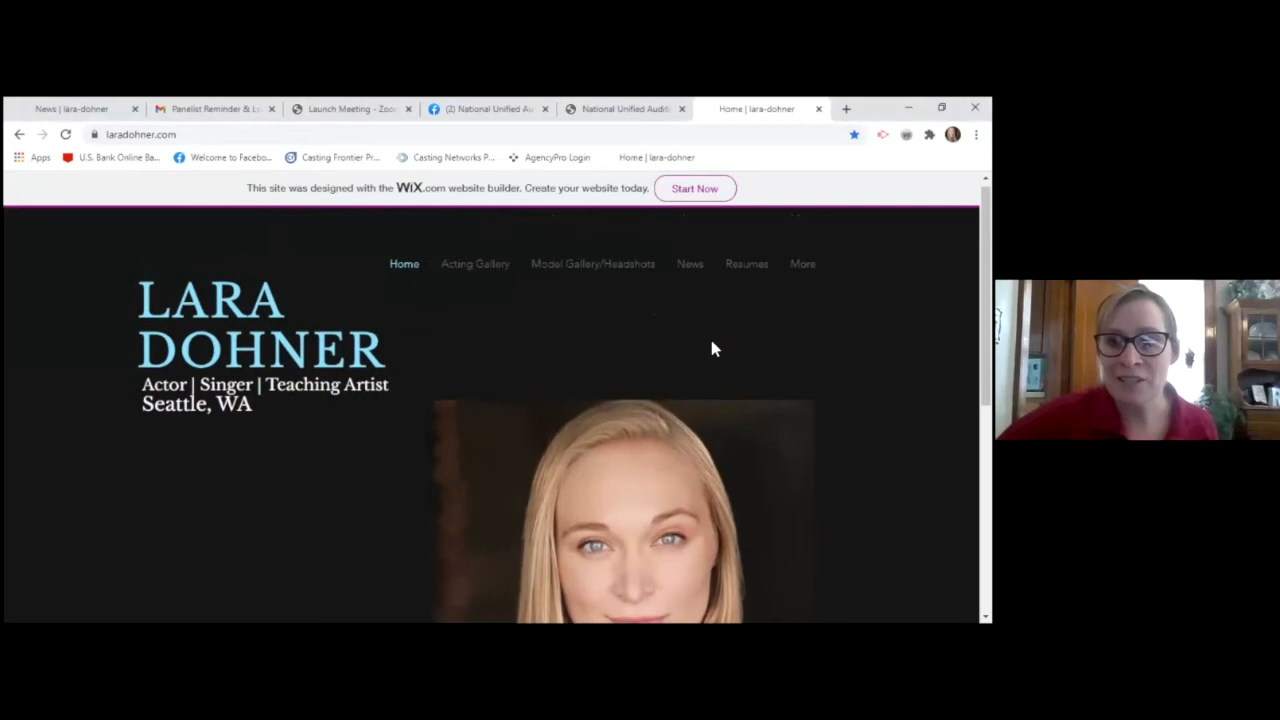 News | lara-dohner
Panelist Reminder & Lo
Launch Meeting - Zoo
(2) National Unified Au
National Unified Auditi
Home | lara-dohner
laradohner.com
Apps
U.S. Bank Online Ba...
Welcome to Facebo...
Casting Frontier Pr...
Casting Networks P...
AgencyPro Login
Home | lara-dohner
This site was designed with the WiX.com website builder. Create your website today.
Start Now
Home
Acting Gallery
Model Gallery/Headshots
News
Resumes
More
LARA
DOHNER
Actor | Singer | Teaching Artist
Seattle, WA